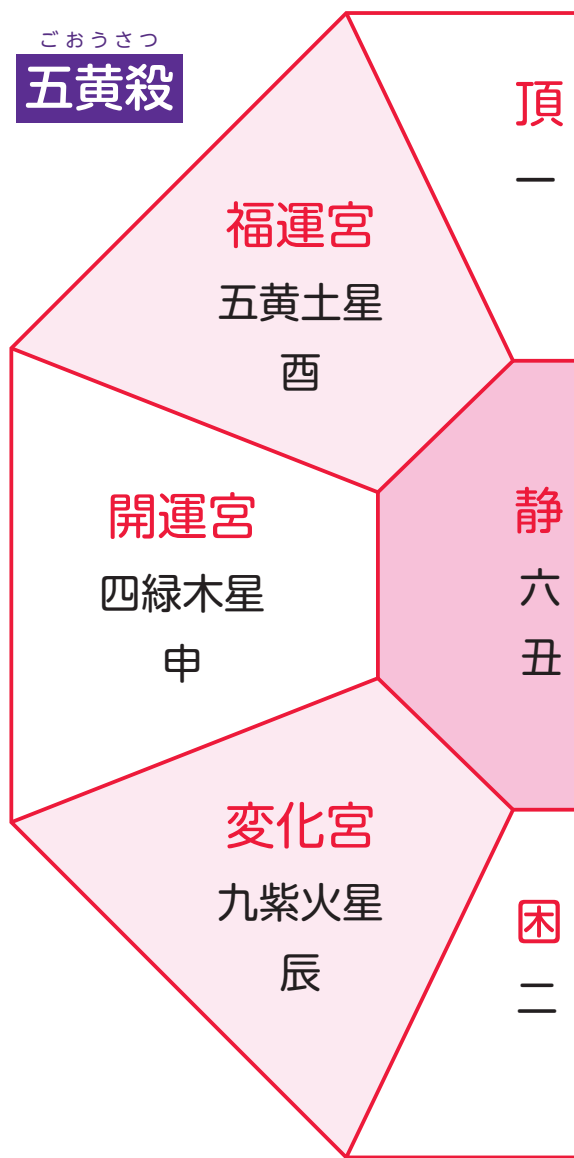 ごおうさつ
五黄殺
頂
一
福運宮
五黄土星
酉
開運宮
四緑木星
申
静
六
丑
変化宮
九紫火星
辰
困
二